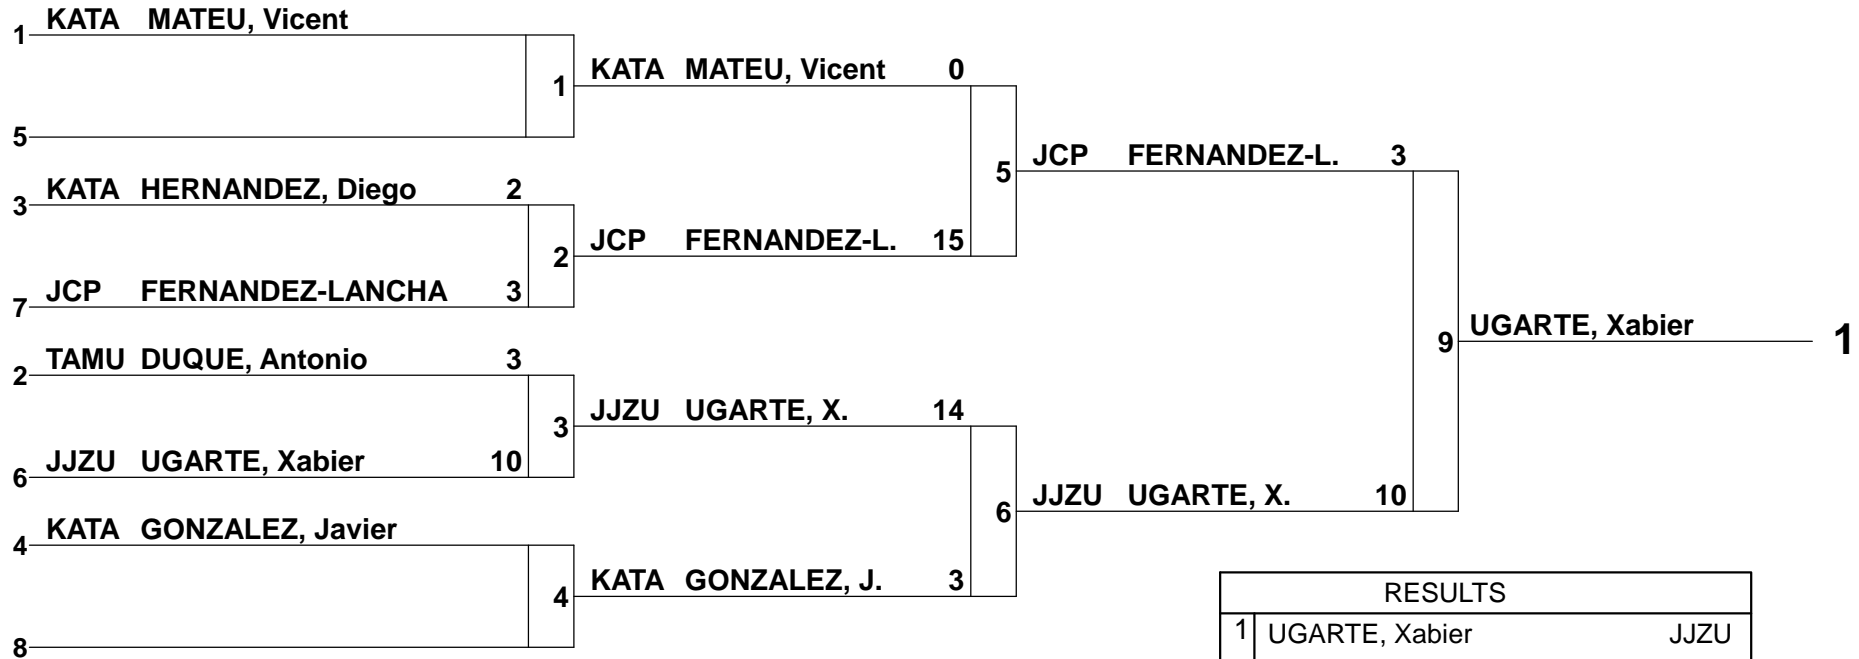 1 KATA MATEU, Vicent
1 KATA MATEU, Vicent 0
5
5 JCP FERNANDEZ-L. 3
3 KATA HERNANDEZ, Diego 2
2 JCP FERNANDEZ-L. 15
7 JCP FERNANDEZ-LANCHA 3
9 UGARTE, Xabier 1
2 TAMU DUQUE, Antonio 3
3 JJZU UGARTE, X. 14
6 JJZU UGARTE, Xabier 10
6 JJZU UGARTE, X. 10
4 KATA GONZALEZ, Javier
4 KATA GONZALEZ, J. 3
8
RESULTS
1 UGARTE, Xabier JJZU